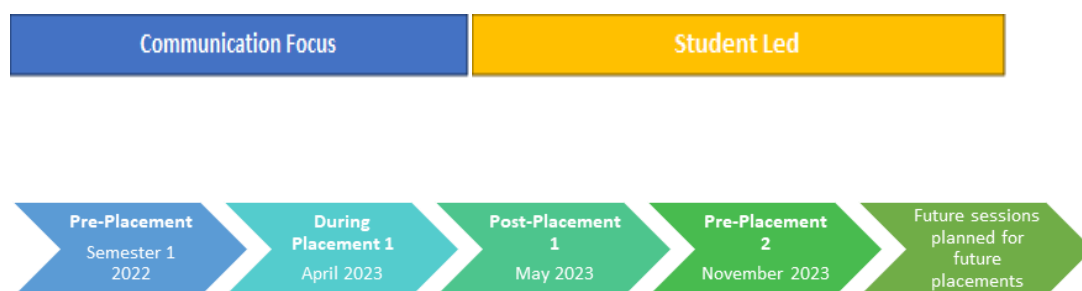 Communication Focus
Student Led
Pre-Placement
Semester 1
2022
During
Placement 1
April 2023
Post-Placement
1
May 2023
Pre-Placement
2
November 2023
Future sessions
planned for
future
placements